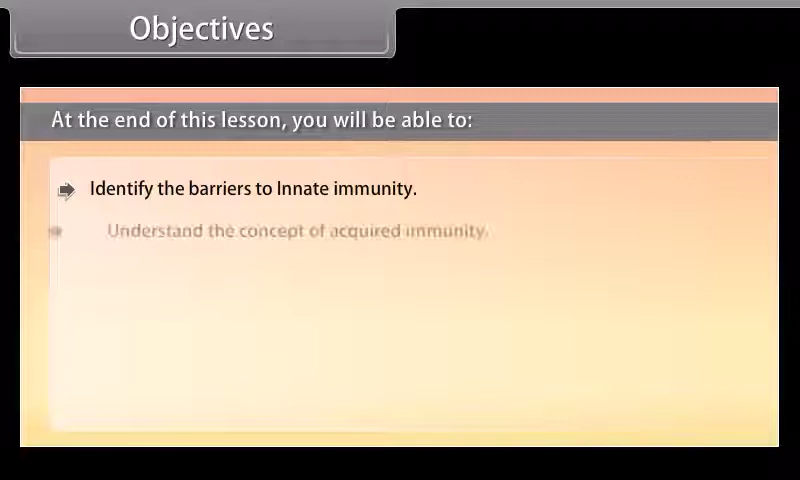 Objectives
At the end of this lesson, you will be able to:
Identify the barriers to Innate immunity.
Understand the concept of acquired immunity.